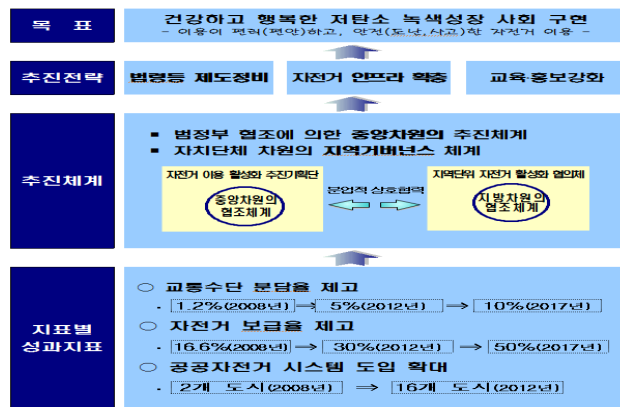 목 표
건강하고 행복한 저탄소 녹색성장 사회 구현
- 이용이 편리(편안)하고, 안전(도난,사고)한 자전거 이용 -
추진전략
법령등 제도정비
자전거 인프라 확충
교육·홍보강화
추진체계
▪ 범정부 협조에 의한 중앙차원의 추진체계
▪ 자치단체 차원의 지역거버넌스 체계
자전거 이용 활성화 추진기획단
중앙차원의
협조체계
분업적 상호협력
지역단위 자전거 활성화 협의체
지방차원의
협조체계
지표별
성과지표
○ 교통수단 분담율 제고
· 1.2%(2008년) → 5%(2012년) → 10%(2017년)
○ 자전거 보급율 제고
· 16.6%(2008년) → 30%(2012년) → 50%(2017년)
○ 공공자전거 시스템 도입 확대
· 2개 도시(2008년) → 16개 도시(2012년)